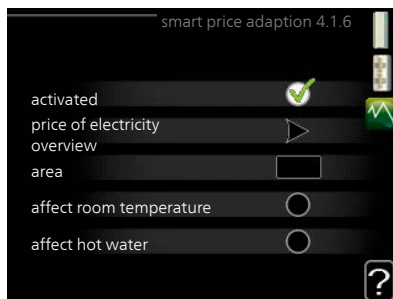 smart price adaption 4.1.6
activated
price of electricity
overview
area
affect room temperature
affect hot water
?